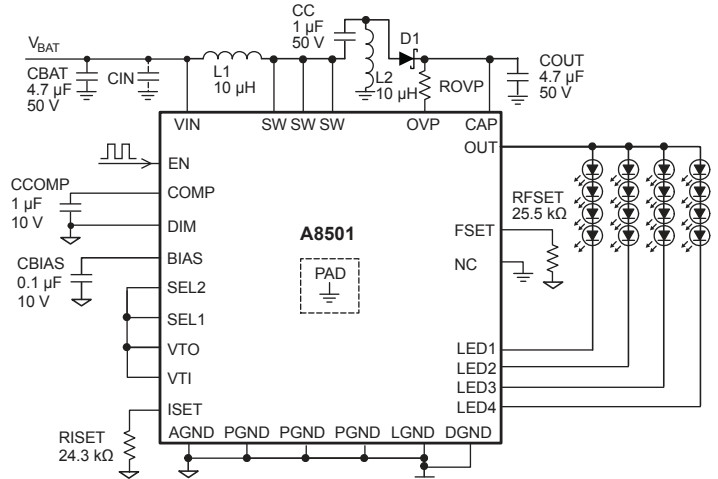 CC
1 µF
50 V
D1
VBAT
CBAT
4.7 µF
50 V
CIN
L1
10 µH
L2
10 µH
ROVP
COUT
4.7 µF
50 V
VIN
SW SW SW
OVP
CAP
OUT
EN
CCOMP
1 µF
10 V
COMP
DIM
A8501
RFSET
25.5 kΩ
FSET
CBIAS
0.1 µF
10 V
BIAS
PAD
NC
SEL2
SEL1
VTO
VTI
LED1
LED2
LED3
LED4
ISET
RISET
24.3 kΩ
AGND PGND PGND PGND LGND DGND